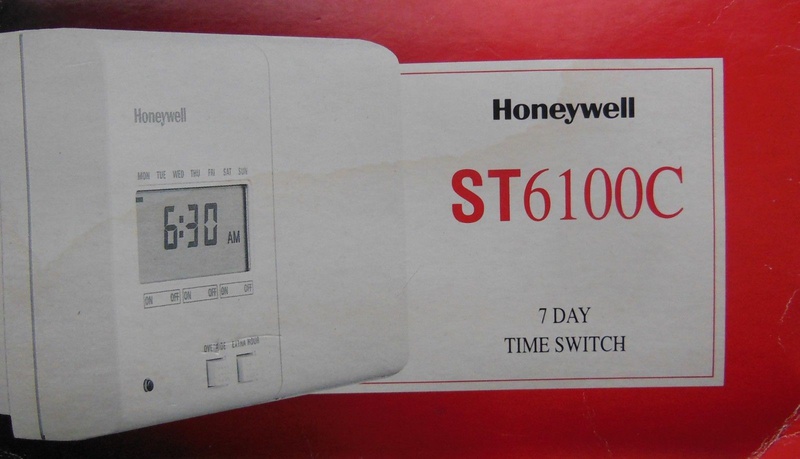 Honeywell
MON TUE WED THU FRI SAT SUN
6:30 AM
ON OFF ON OFF ON OFF
EXTRA HOUR
Honeywell
ST6100C
7 DAY
TIME SWITCH